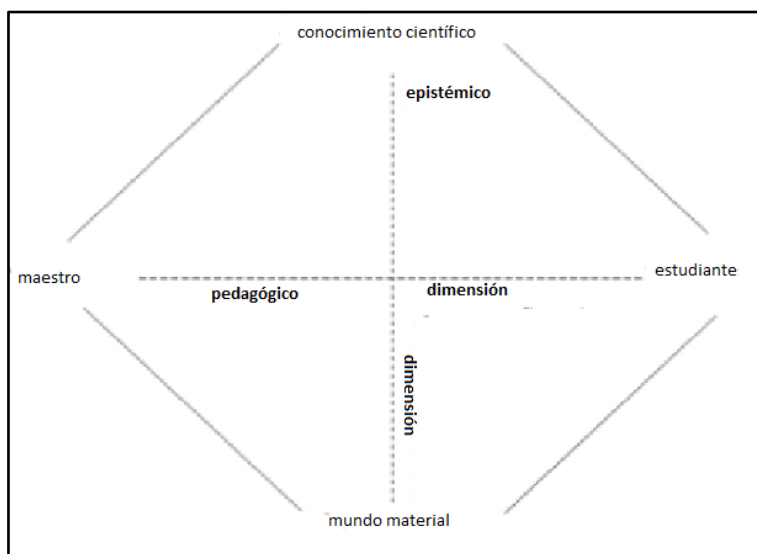 conocimiento científico
epistémico
maestro
estudiante
pedagógico
dimensión
dimensión
mundo material